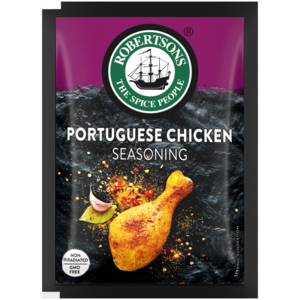 ROBERTSONS
®
THE SPICE PEOPLE
PORTUGUESE CHICKEN
SEASONING
NON
IRRADIATED
GMO
FREE